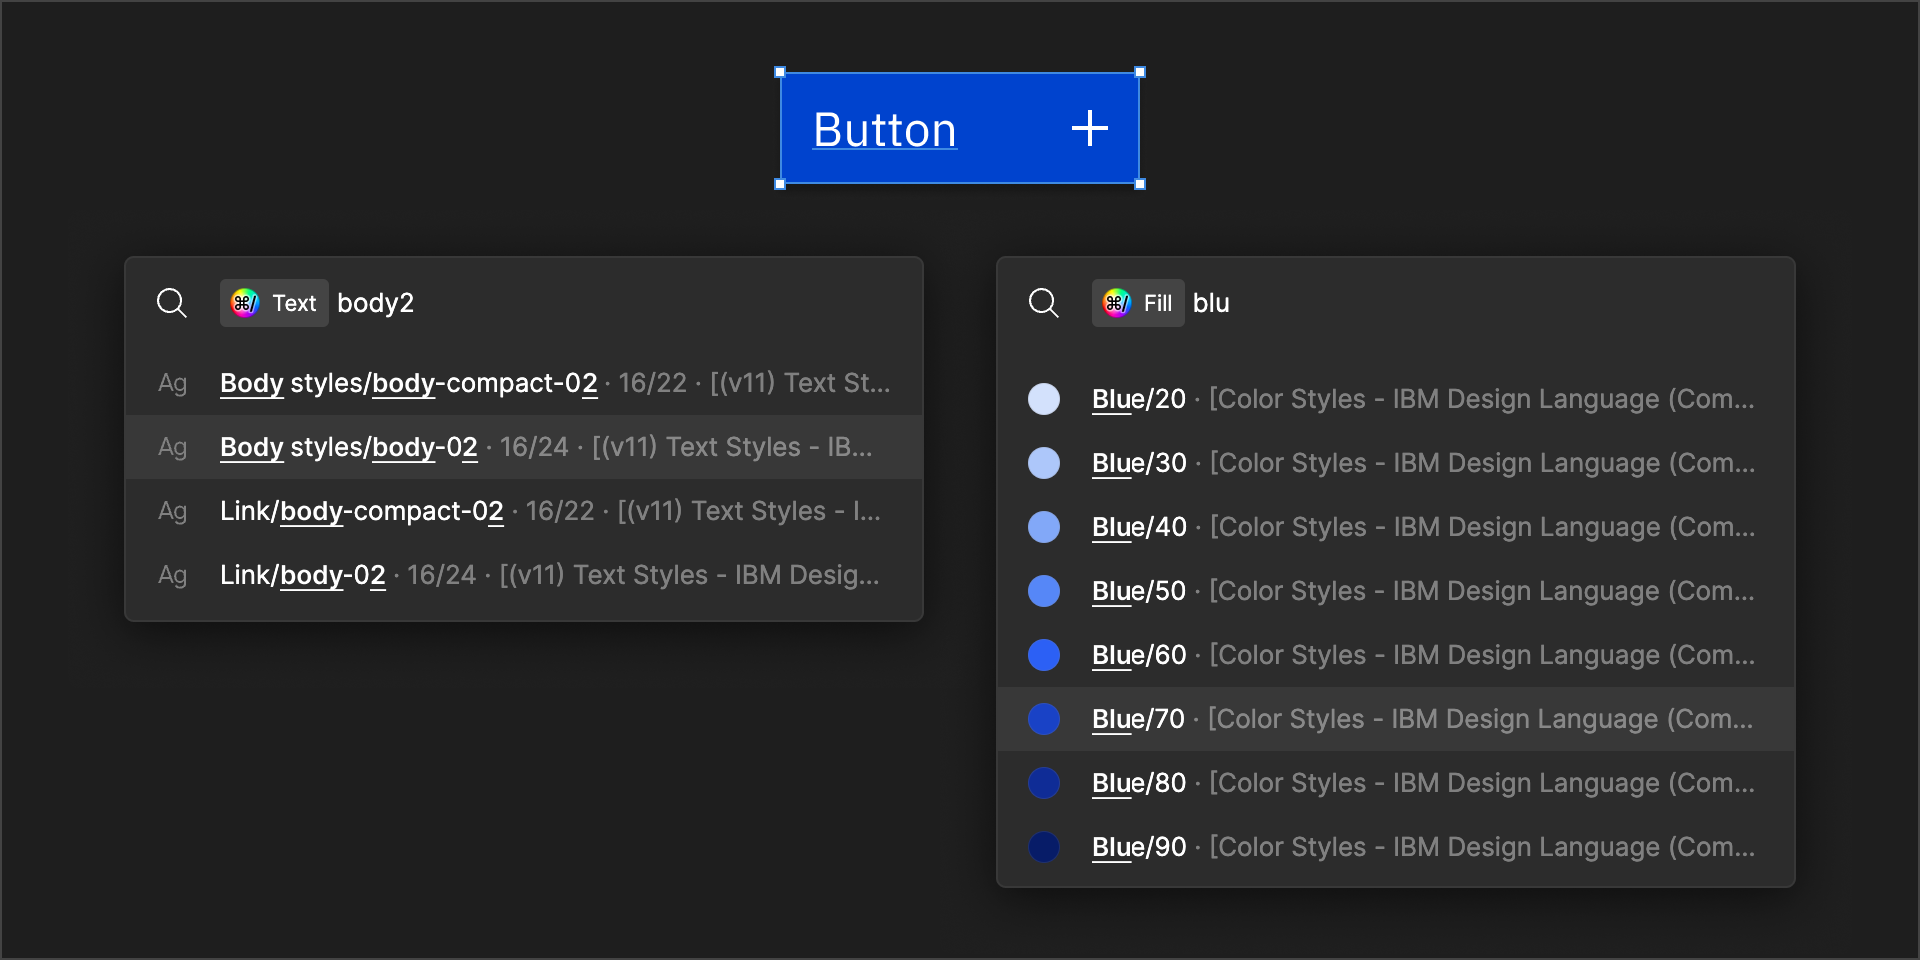 Button +
⌘/ Text body2
Ag Body styles/body-compact-02 · 16/22 · [(v11) Text St...
Ag Body styles/body-02 · 16/24 · [(v11) Text Styles - IB...
Ag Link/body-compact-02 · 16/22 · [(v11) Text Styles - I...
Ag Link/body-02 · 16/24 · [(v11) Text Styles - IBM Desig...
⌘/ Fill blu
Blue/20 · [Color Styles - IBM Design Language (Com...
Blue/30 · [Color Styles - IBM Design Language (Com...
Blue/40 · [Color Styles - IBM Design Language (Com...
Blue/50 · [Color Styles - IBM Design Language (Com...
Blue/60 · [Color Styles - IBM Design Language (Com...
Blue/70 · [Color Styles - IBM Design Language (Com...
Blue/80 · [Color Styles - IBM Design Language (Com...
Blue/90 · [Color Styles - IBM Design Language (Com...